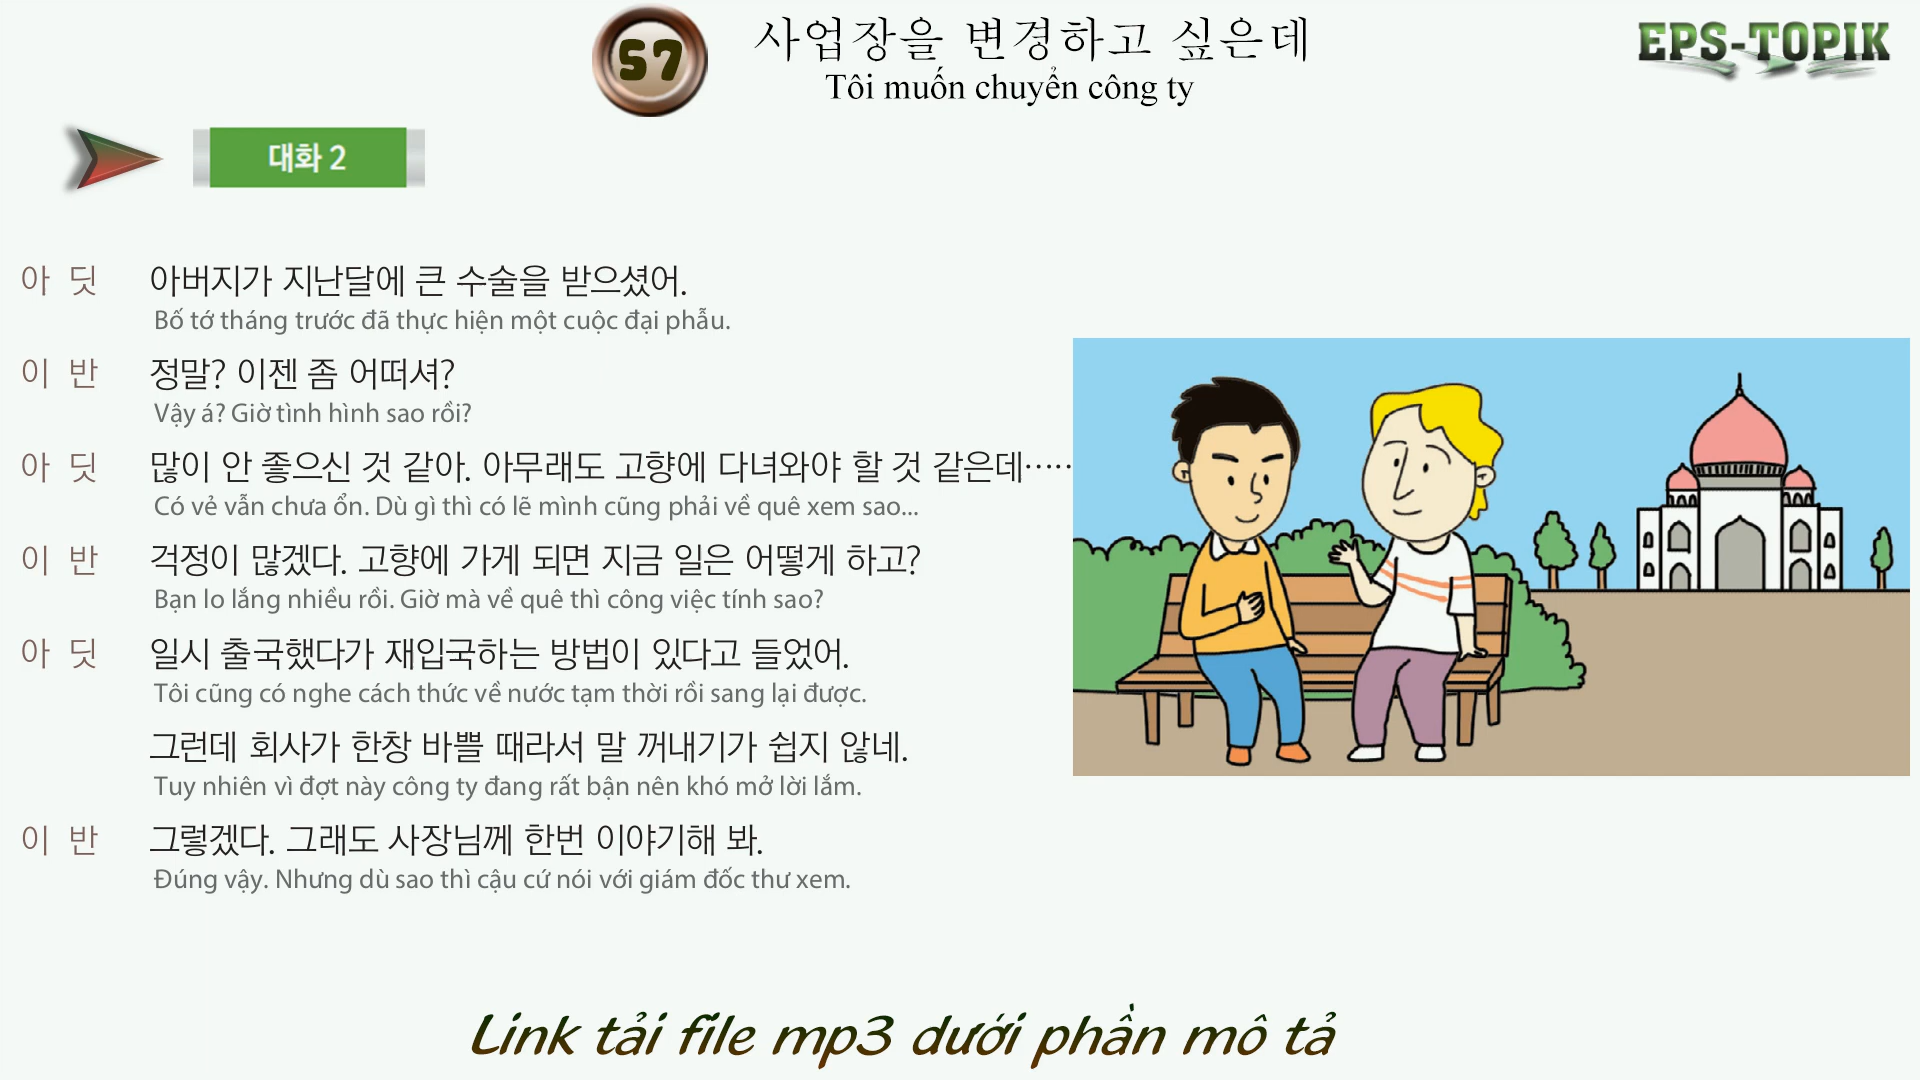 57
사업장을 변경하고 싶은데
Tôi muốn chuyển công ty
EPS-TOPIK
대화 2
아 딧 아버지가 지난달에 큰 수술을 받으셨어.
Bố tớ tháng trước đã thực hiện một cuộc đại phẫu.
이 반 정말? 이젠 좀 어떠셔?
Vậy á? Giờ tình hình sao rồi?
아 딧 많이 안 좋으신 것 같아. 아무래도 고향에 다녀와야 할 것 같은데·····
Có vẻ vẫn chưa ổn. Dù gì thì có lẽ mình cũng phải về quê xem sao...
이 반 걱정이 많겠다. 고향에 가게 되면 지금 일은 어떻게 하고?
Bạn lo lắng nhiều rồi. Giờ mà về quê thì công việc tính sao?
아 딧 일시 출국했다가 재입국하는 방법이 있다고 들었어.
Tôi cũng có nghe cách thức về nước tạm thời rồi sang lại được.
그런데 회사가 한창 바쁠 때라서 말 꺼내기가 쉽지 않네.
Tuy nhiên vì đợt này công ty đang rất bận nên khó mở lời lắm.
이 반 그렇겠다. 그래도 사장님께 한번 이야기해 봐.
Đúng vậy. Nhưng dù sao thì cậu cứ nói với giám đốc thư xem.
Link tải file mp3 dưới phần mô tả